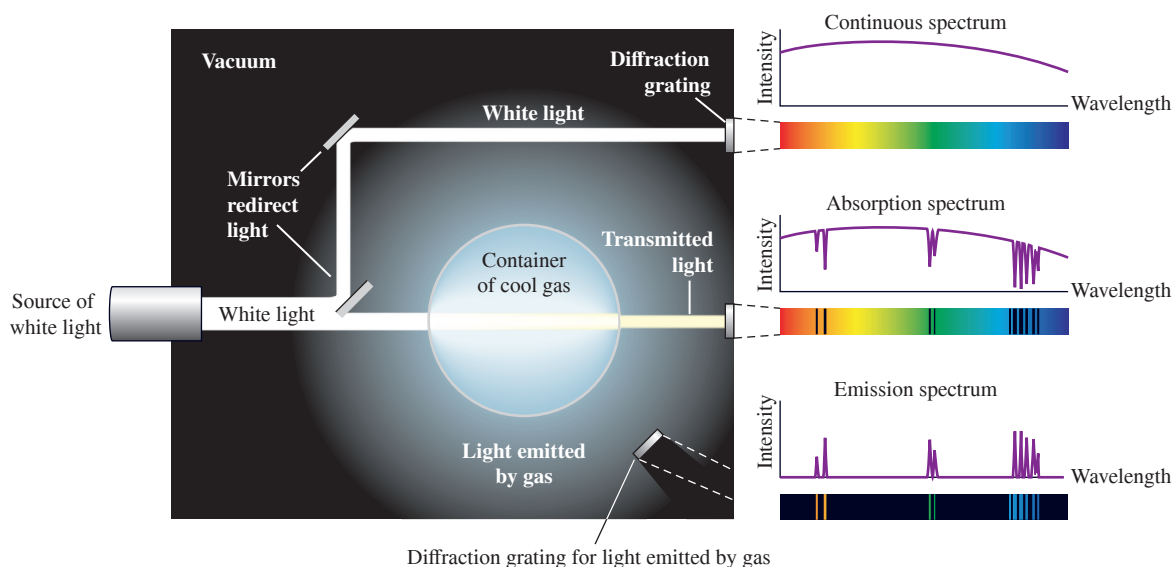 Vacuum
Diffraction
grating
White light
Mirrors
redirect
light
Container
of cool gas
Transmitted
light
Source of
white light
White light
Light emitted
by gas
Diffraction grating for light emitted by gas
Continuous spectrum
Intensity
Wavelength
Absorption spectrum
Intensity
Wavelength
Emission spectrum
Intensity
Wavelength